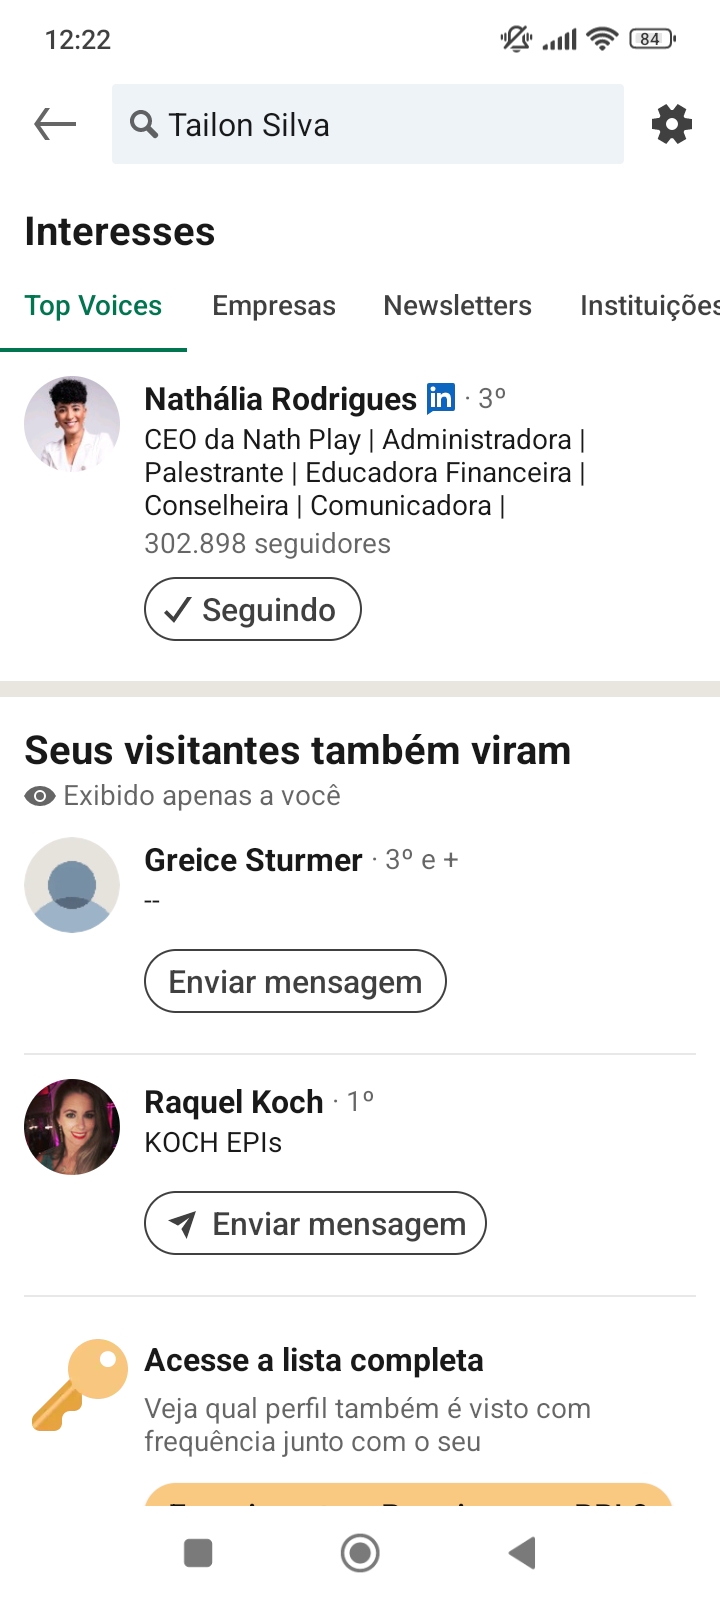 12:22
84
Tailon Silva
Interesses
Top Voices Empresas Newsletters Instituições
Nathália Rodrigues in · 3º
CEO da Nath Play | Administradora |
Palestrante | Educadora Financeira |
Conselheira | Comunicadora |
302.898 seguidores
Seguindo
Seus visitantes também viram
Exibido apenas a você
Greice Sturmer · 3º e +
--
Enviar mensagem
Raquel Koch · 1º
KOCH EPIs
Enviar mensagem
Acesse a lista completa
Veja qual perfil também é visto com
frequência junto com o seu